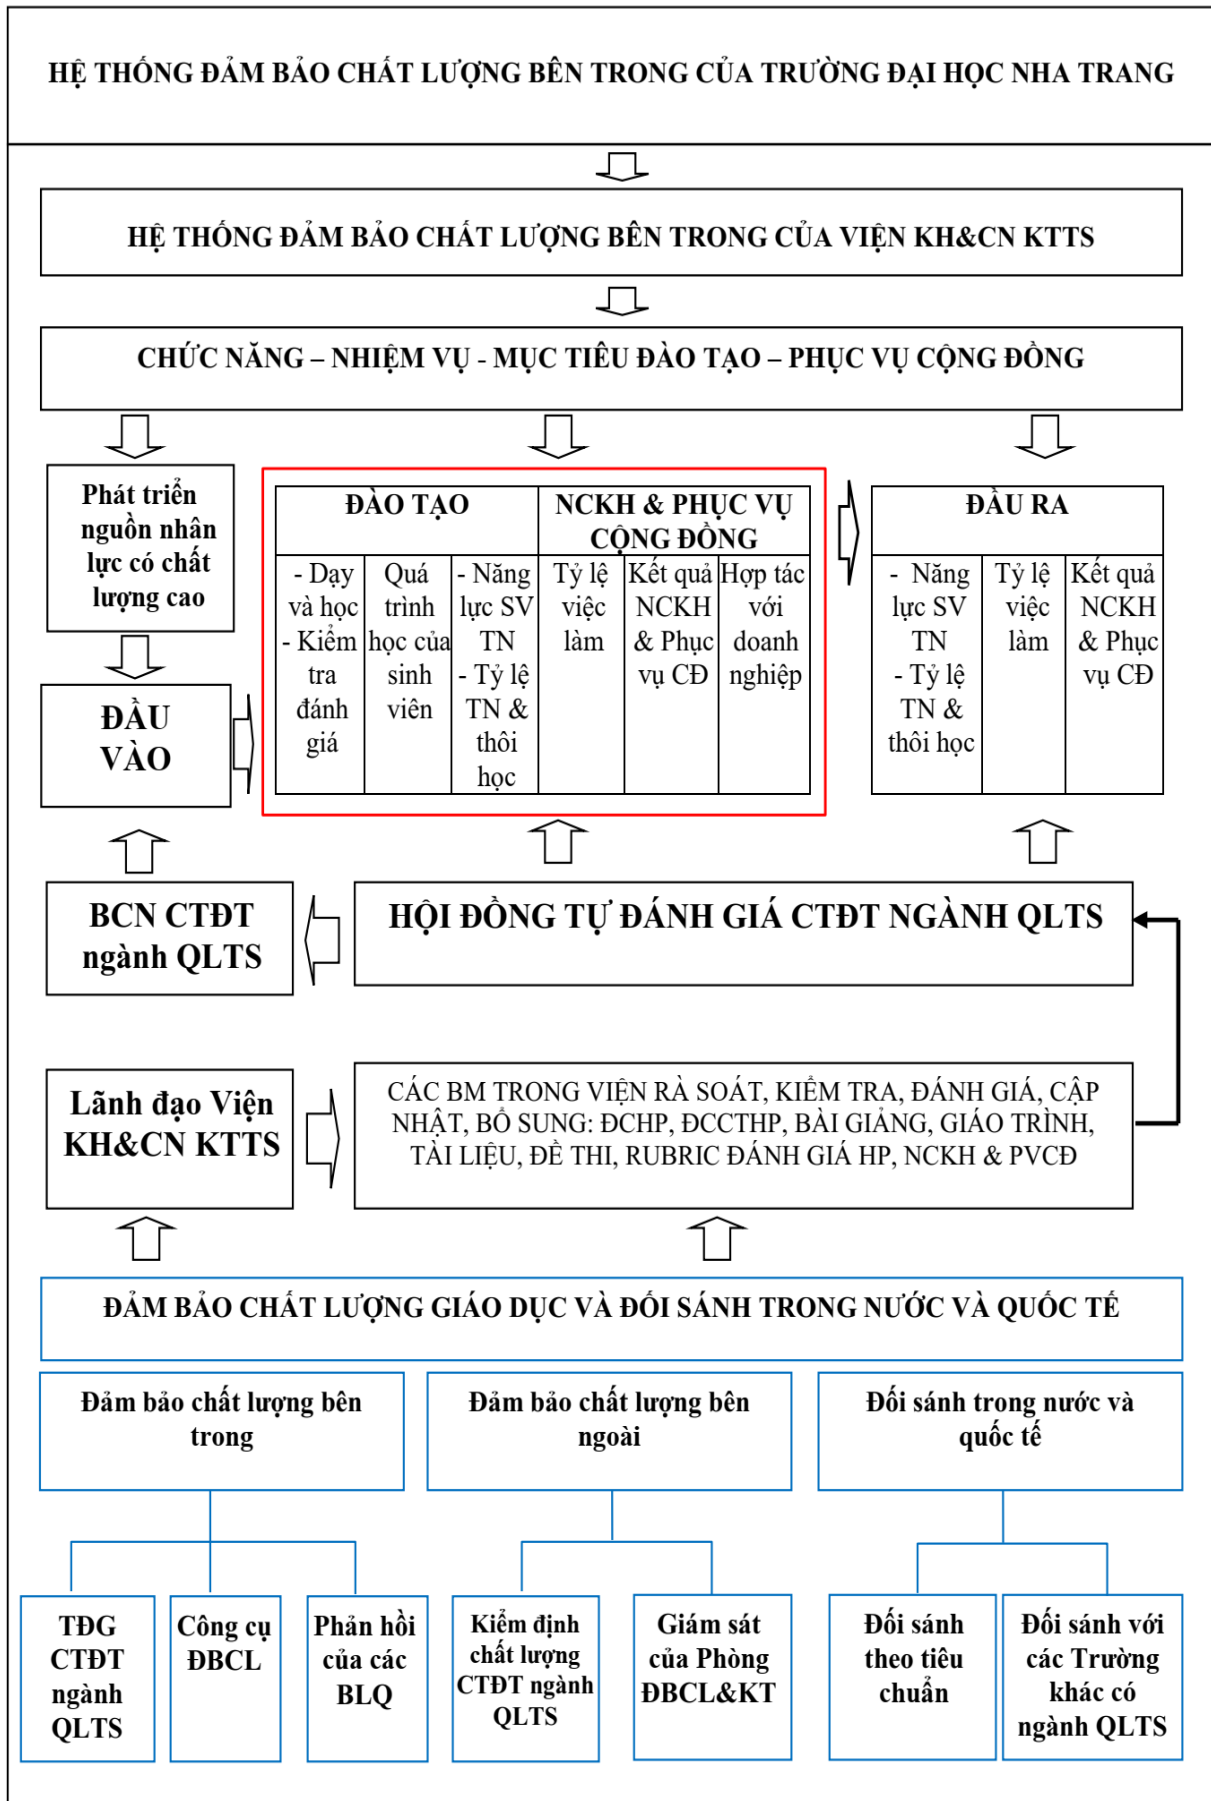 HỆ THỐNG ĐẢM BẢO CHẤT LƯỢNG BÊN TRONG CỦA TRƯỜNG ĐẠI HỌC NHA TRANG
HỆ THỐNG ĐẢM BẢO CHẤT LƯỢNG BÊN TRONG CỦA VIỆN KH&CN KTTS
CHỨC NĂNG – NHIỆM VỤ - MỤC TIÊU ĐÀO TẠO – PHỤC VỤ CỘNG ĐỒNG
Phát triển
nguồn nhân
lực có chất
lượng cao
ĐẦU
VÀO
ĐÀO TẠO
- Dạy
và học
- Kiểm
tra
đánh
giá
Quá
trình
học của
sinh
viên
- Năng
lực SV
TN
- Tỷ lệ
TN &
thôi
học
NCKH & PHỤC VỤ
CỘNG ĐỒNG
Tỷ lệ
việc
làm
Kết quả
NCKH
& Phục
vụ CĐ
Hợp tác
với
doanh
nghiệp
ĐẦU RA
- Năng
lực SV
TN
- Tỷ lệ
TN &
thôi học
Tỷ lệ
việc
làm
Kết quả
NCKH
& Phục
vụ CĐ
BCN CTĐT
ngành QLTS
HỘI ĐỒNG TỰ ĐÁNH GIÁ CTĐT NGÀNH QLTS
Lãnh đạo Viện
KH&CN KTTS
CÁC BM TRONG VIỆN RÀ SOÁT, KIỂM TRA, ĐÁNH GIÁ, CẬP
NHẬT, BỔ SUNG: ĐCHP, ĐCCTHP, BÀI GIẢNG, GIÁO TRÌNH,
TÀI LIỆU, ĐỀ THI, RUBRIC ĐÁNH GIÁ HP, NCKH & PVCĐ
ĐẢM BẢO CHẤT LƯỢNG GIÁO DỤC VÀ ĐỐI SÁNH TRONG NƯỚC VÀ QUỐC TẾ
Đảm bảo chất lượng bên
trong
Đảm bảo chất lượng bên
ngoài
Đối sánh trong nước và
quốc tế
TĐG
CTĐT
ngành
QLTS
Công cụ
ĐBCL
Phản hồi
của các
BLQ
Kiểm định
chất lượng
CTĐT ngành
QLTS
Giám sát
của Phòng
ĐBCL&KT
Đối sánh
theo tiêu
chuẩn
Đối sánh với
các Trường
khác có
ngành QLTS